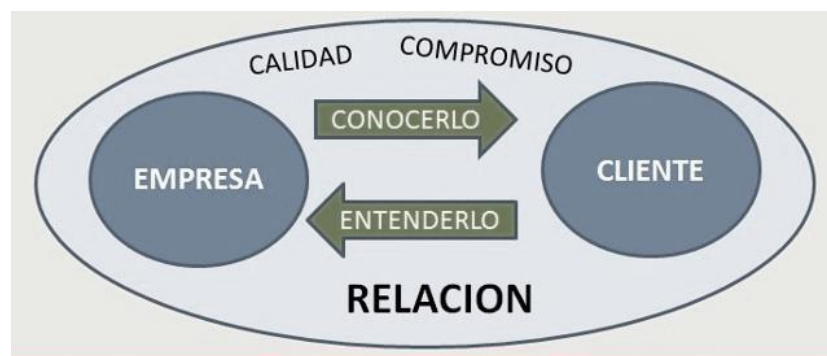 CALIDAD COMPROMISO
CONOCERLO
EMPRESA
CLIENTE
ENTENDERLO
RELACION